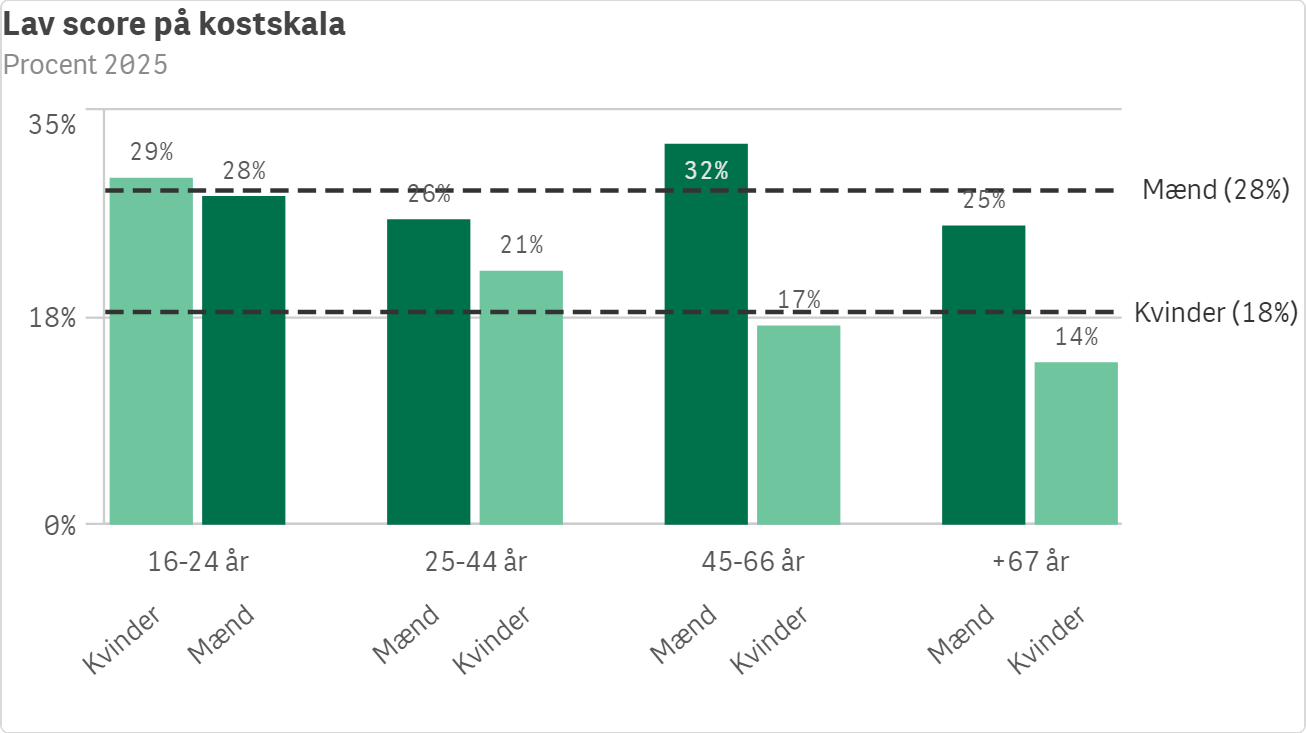 Lav score på kostskala
Procent 2025
35%
18%
0%
29%
28%
26%
21%
32%
17%
25%
14%
Mænd (28%)
Kvinder (18%)
16-24 år
25-44 år
45-66 år
+67 år
Kvinder
Mænd
Mænd
Kvinder
Mænd
Kvinder
Mænd
Kvinder